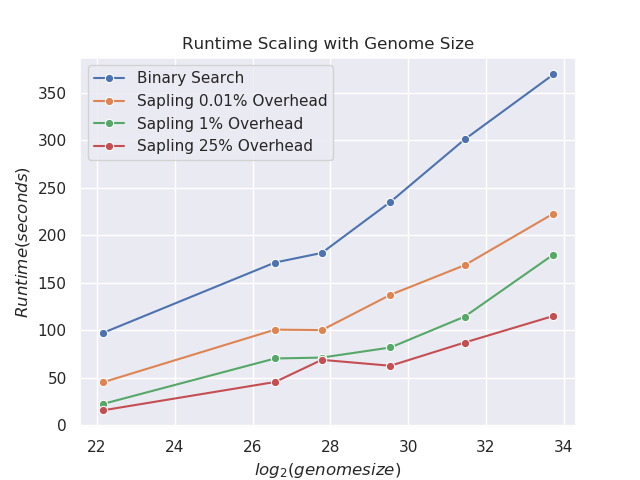 Runtime Scaling with Genome Size
Binary Search
Sapling 0.01% Overhead
Sapling 1% Overhead
Sapling 25% Overhead
Runtime(seconds)
350
300
250
200
150
100
50
0
22 24 26 28 30 32 34
log₂(genomesize)